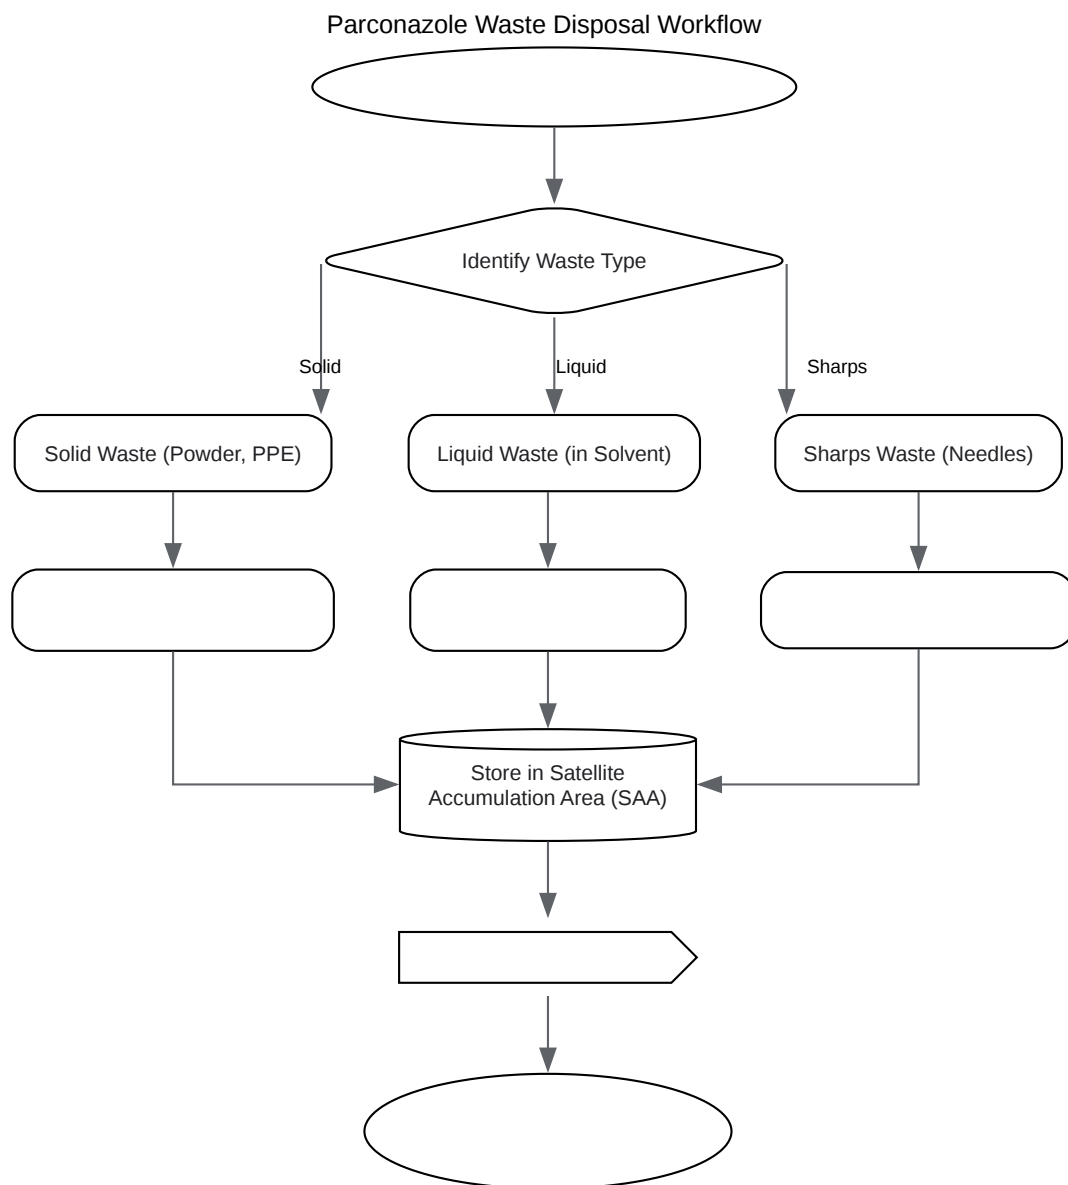 Parconazole Waste Disposal Workflow
Identify Waste Type
Solid
Liquid
Sharps
Solid Waste (Powder, PPE)
Liquid Waste (in Solvent)
Sharps Waste (Needles)
Store in Satellite
Accumulation Area (SAA)